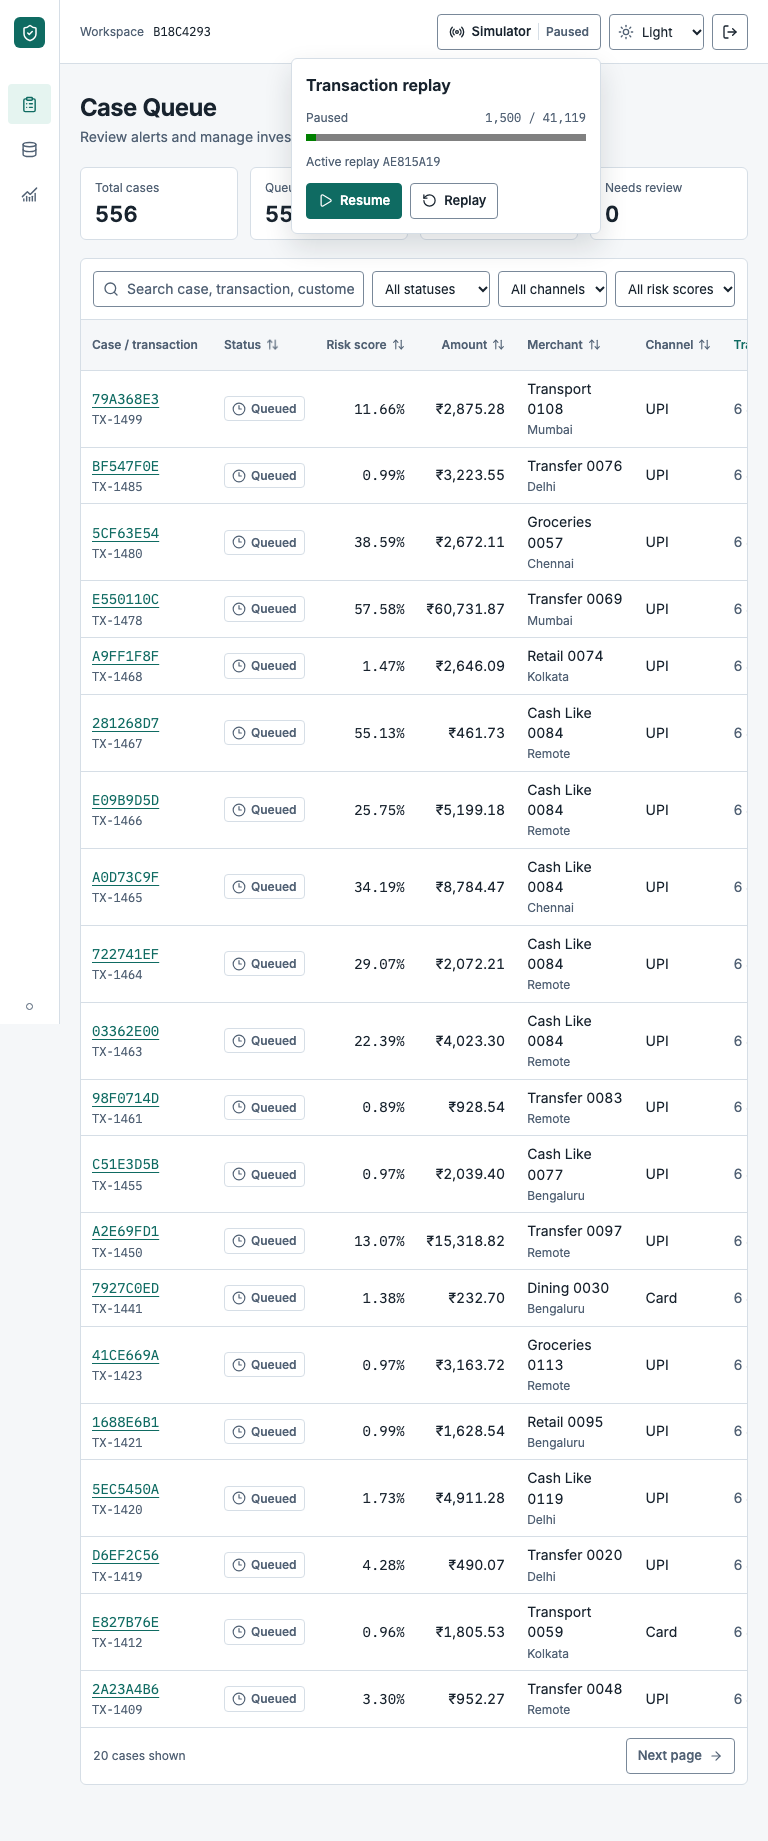 Workspace B18C4293
Simulator Paused
Light
Transaction replay
Paused 1,500 / 41,119
Active replay AE815A19
Resume Replay
Case Queue
Review alerts and manage inves
Total cases
556
Queu
55
Needs review
0
Search case, transaction, custome
All statuses
All channels
All risk scores
Case / transaction Status Risk score Amount Merchant Channel Tra
79A368E3
TX-1499
Queued 11.66% ₹2,875.28
Transport
0108
Mumbai
UPI 6
BF547F0E
TX-1485
Queued 0.99% ₹3,223.55
Transfer 0076
Delhi
UPI 6
5CF63E54
TX-1480
Queued 38.59% ₹2,672.11
Groceries
0057
Chennai
UPI 6
E550110C
TX-1478
Queued 57.58% ₹60,731.87
Transfer 0069
Mumbai
UPI 6
A9FF1F8F
TX-1468
Queued 1.47% ₹2,646.09
Retail 0074
Kolkata
UPI 6
281268D7
TX-1467
Queued 55.13% ₹461.73
Cash Like
0084
Remote
UPI 6
E09B9D5D
TX-1466
Queued 25.75% ₹5,199.18
Cash Like
0084
Remote
UPI 6
A0D73C9F
TX-1465
Queued 34.19% ₹8,784.47
Cash Like
0084
Chennai
UPI 6
722741EF
TX-1464
Queued 29.07% ₹2,072.21
Cash Like
0084
Remote
UPI 6
03362E00
TX-1463
Queued 22.39% ₹4,023.30
Cash Like
0084
Remote
UPI 6
98F0714D
TX-1461
Queued 0.89% ₹928.54
Transfer 0083
Remote
UPI 6
C51E3D5B
TX-1455
Queued 0.97% ₹2,039.40
Cash Like
0077
Bengaluru
UPI 6
A2E69FD1
TX-1450
Queued 13.07% ₹15,318.82
Transfer 0097
Remote
UPI 6
7927C0ED
TX-1441
Queued 1.38% ₹232.70
Dining 0030
Bengaluru
Card 6
41CE669A
TX-1423
Queued 0.97% ₹3,163.72
Groceries
0113
Remote
UPI 6
1688E6B1
TX-1421
Queued 0.99% ₹1,628.54
Retail 0095
Bengaluru
UPI 6
5EC5450A
TX-1420
Queued 1.73% ₹4,911.28
Cash Like
0119
Delhi
UPI 6
D6EF2C56
TX-1419
Queued 4.28% ₹490.07
Transfer 0020
Delhi
UPI 6
E827B76E
TX-1412
Queued 0.96% ₹1,805.53
Transport
0059
Kolkata
Card 6
2A23A4B6
TX-1409
Queued 3.30% ₹952.27
Transfer 0048
Remote
UPI 6
20 cases shown
Next page